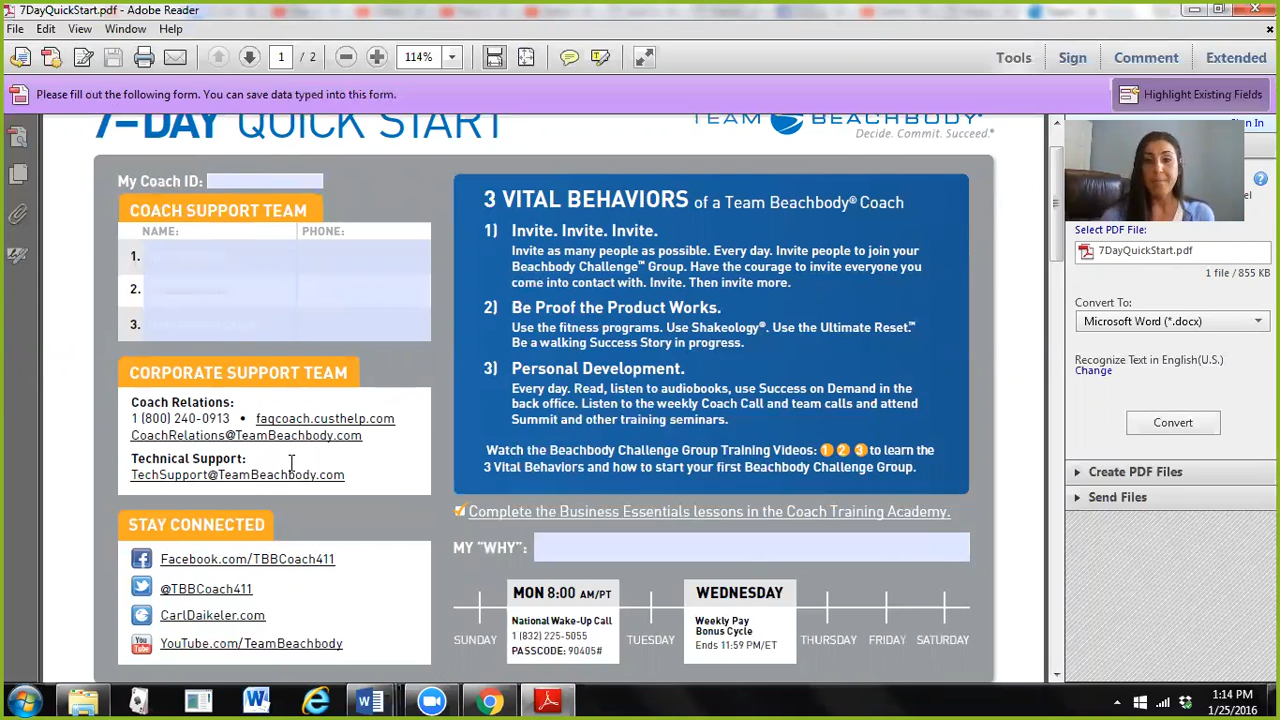 7DayQuickStart.pdf - Adobe Reader
File Edit View Window Help
1 / 2 114% Tools Sign Comment Extended
Please fill out the following form. You can save data typed into this form.
Highlight Existing Fields
7-DAY QUICK START
TEAM BEACHBODY®
Decide. Commit. Succeed.®
My Coach ID:
COACH SUPPORT TEAM
NAME: PHONE:
1.
2.
3.
CORPORATE SUPPORT TEAM
Coach Relations:
1 (800) 240-0913 • faqcoach.custhelp.com
CoachRelations@TeamBeachbody.com
Technical Support:
TechSupport@TeamBeachbody.com
STAY CONNECTED
Facebook.com/TBBCoach411
@TBBCoach411
CarlDaikeler.com
You Tube YouTube.com/TeamBeachbody
3 VITAL BEHAVIORS of a Team Beachbody® Coach
1) Invite. Invite. Invite.
Invite as many people as possible. Every day. Invite people to join your
Beachbody Challenge™ Group. Have the courage to invite everyone you
come into contact with. Invite. Then invite more.
2) Be Proof the Product Works.
Use the fitness programs. Use Shakeology®. Use the Ultimate Reset.™
Be a walking Success Story in progress.
3) Personal Development.
Every day. Read, listen to audiobooks, use Success on Demand in the
back office. Listen to the weekly Coach Call and team calls and attend
Summit and other training seminars.
Watch the Beachbody Challenge Group Training Videos: 1 2 3 to learn the
3 Vital Behaviors and how to start your first Beachbody Challenge Group.
Complete the Business Essentials lessons in the Coach Training Academy.
MY "WHY":
SUNDAY
MON 8:00 AM/PT
National Wake-Up Call
1 (832) 225-5055
PASSCODE: 90405#
TUESDAY
WEDNESDAY
Weekly Pay
Bonus Cycle
Ends 11:59 PM/ET
THURSDAY FRIDAY SATURDAY
Sign In
Select PDF File:
7DayQuickStart.pdf
1 file / 855 KB
Convert To:
Microsoft Word (*.docx)
Recognize Text in English(U.S.)
Change
Convert
Create PDF Files
Send Files
1:14 PM
1/25/2016